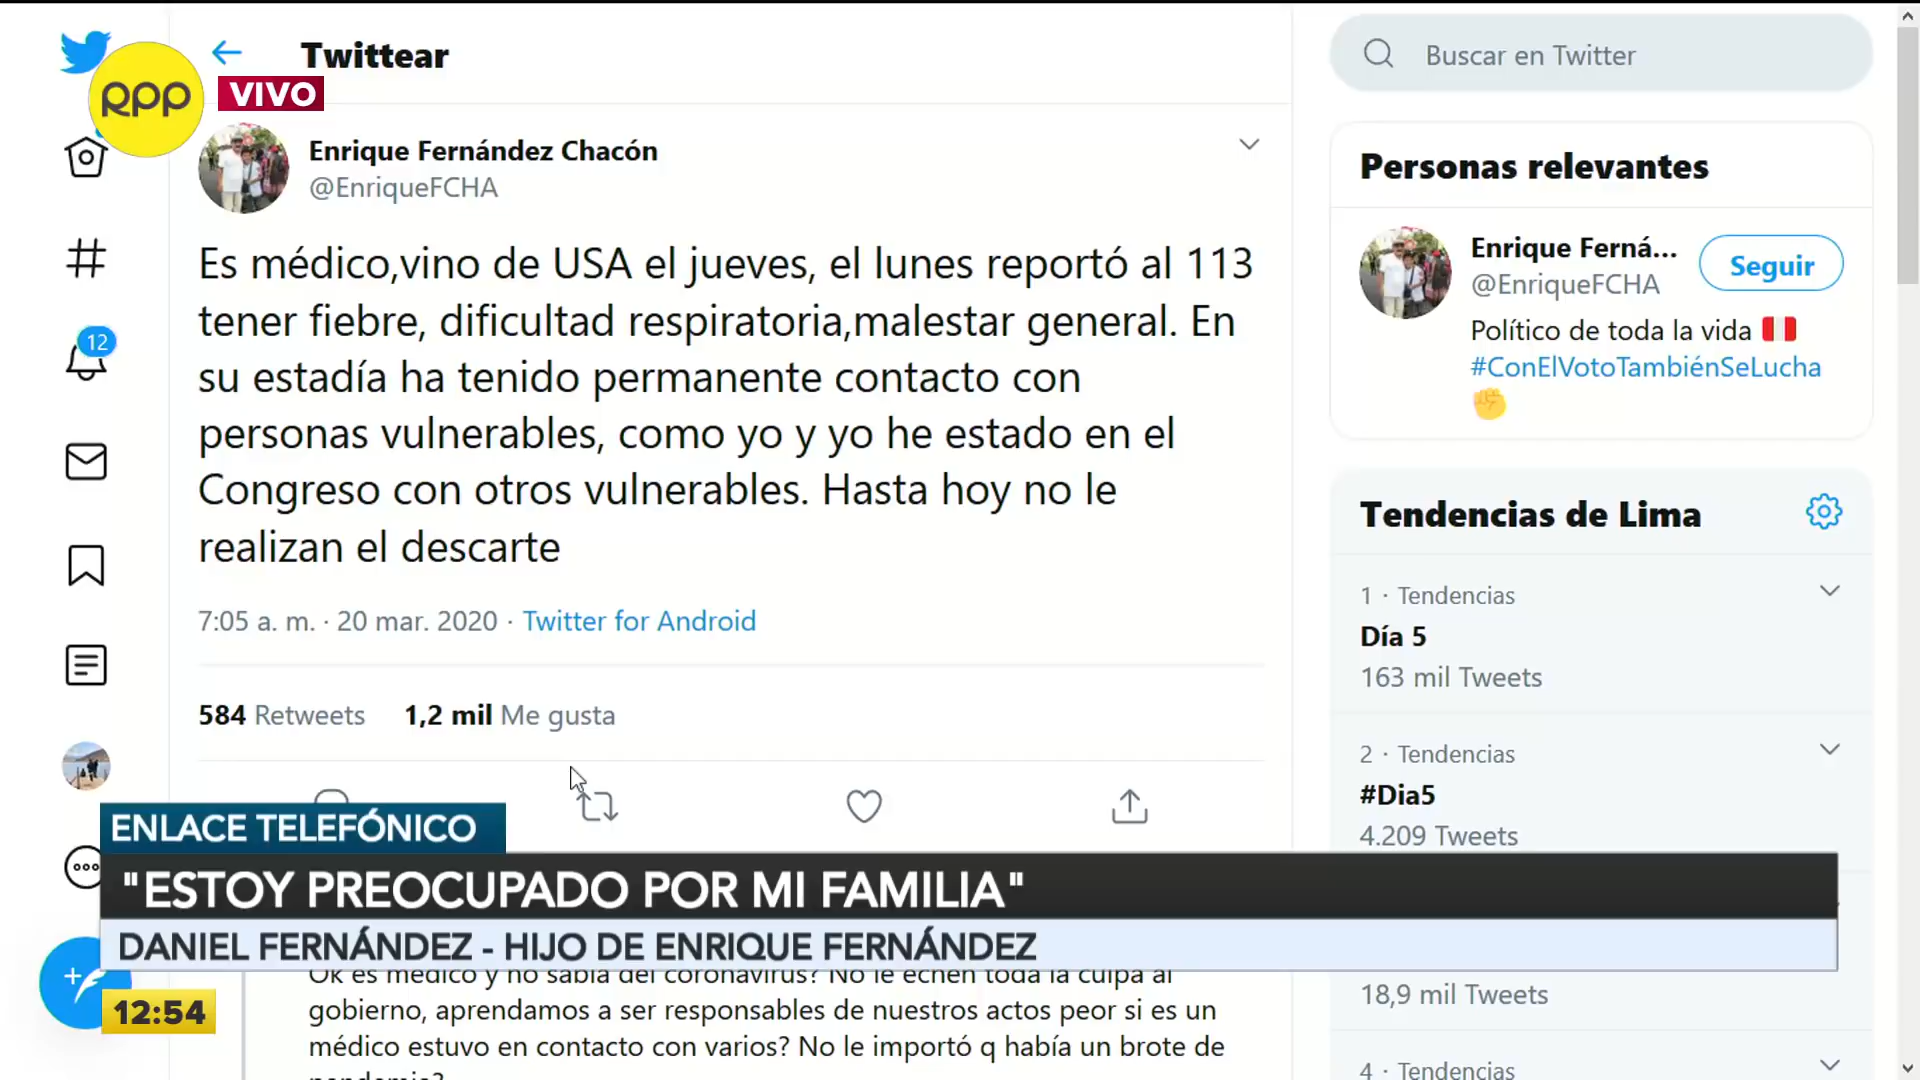 Twittear
rpp
VIVO
Enrique Fernández Chacón
@EnriqueFCHA
Es médico,vino de USA el jueves, el lunes reportó al 113
tener fiebre, dificultad respiratoria,malestar general. En
su estadía ha tenido permanente contacto con
personas vulnerables, como yo y yo he estado en el
Congreso con otros vulnerables. Hasta hoy no le
realizan el descarte
7:05 a. m. · 20 mar. 2020 · Twitter for Android
584 Retweets 1,2 mil Me gusta
12
ENLACE TELEFÓNICO
"ESTOY PREOCUPADO POR MI FAMILIA"
DANIEL FERNÁNDEZ - HIJO DE ENRIQUE FERNÁNDEZ
12:54
Ok es médico y no sabía del coronavirus? No le echen toda la culpa al
gobierno, aprendamos a ser responsables de nuestros actos peor si es un
médico estuvo en contacto con varios? No le importó q había un brote de
pandemia?
Buscar en Twitter
Personas relevantes
Enrique Ferná...
Seguir
@EnriqueFCHA
Político de toda la vida
#ConElVotoTambiénSeLucha
Tendencias de Lima
1 · Tendencias
Día 5
163 mil Tweets
2 · Tendencias
#Dia5
4.209 Tweets
18,9 mil Tweets
4 · Tendencias